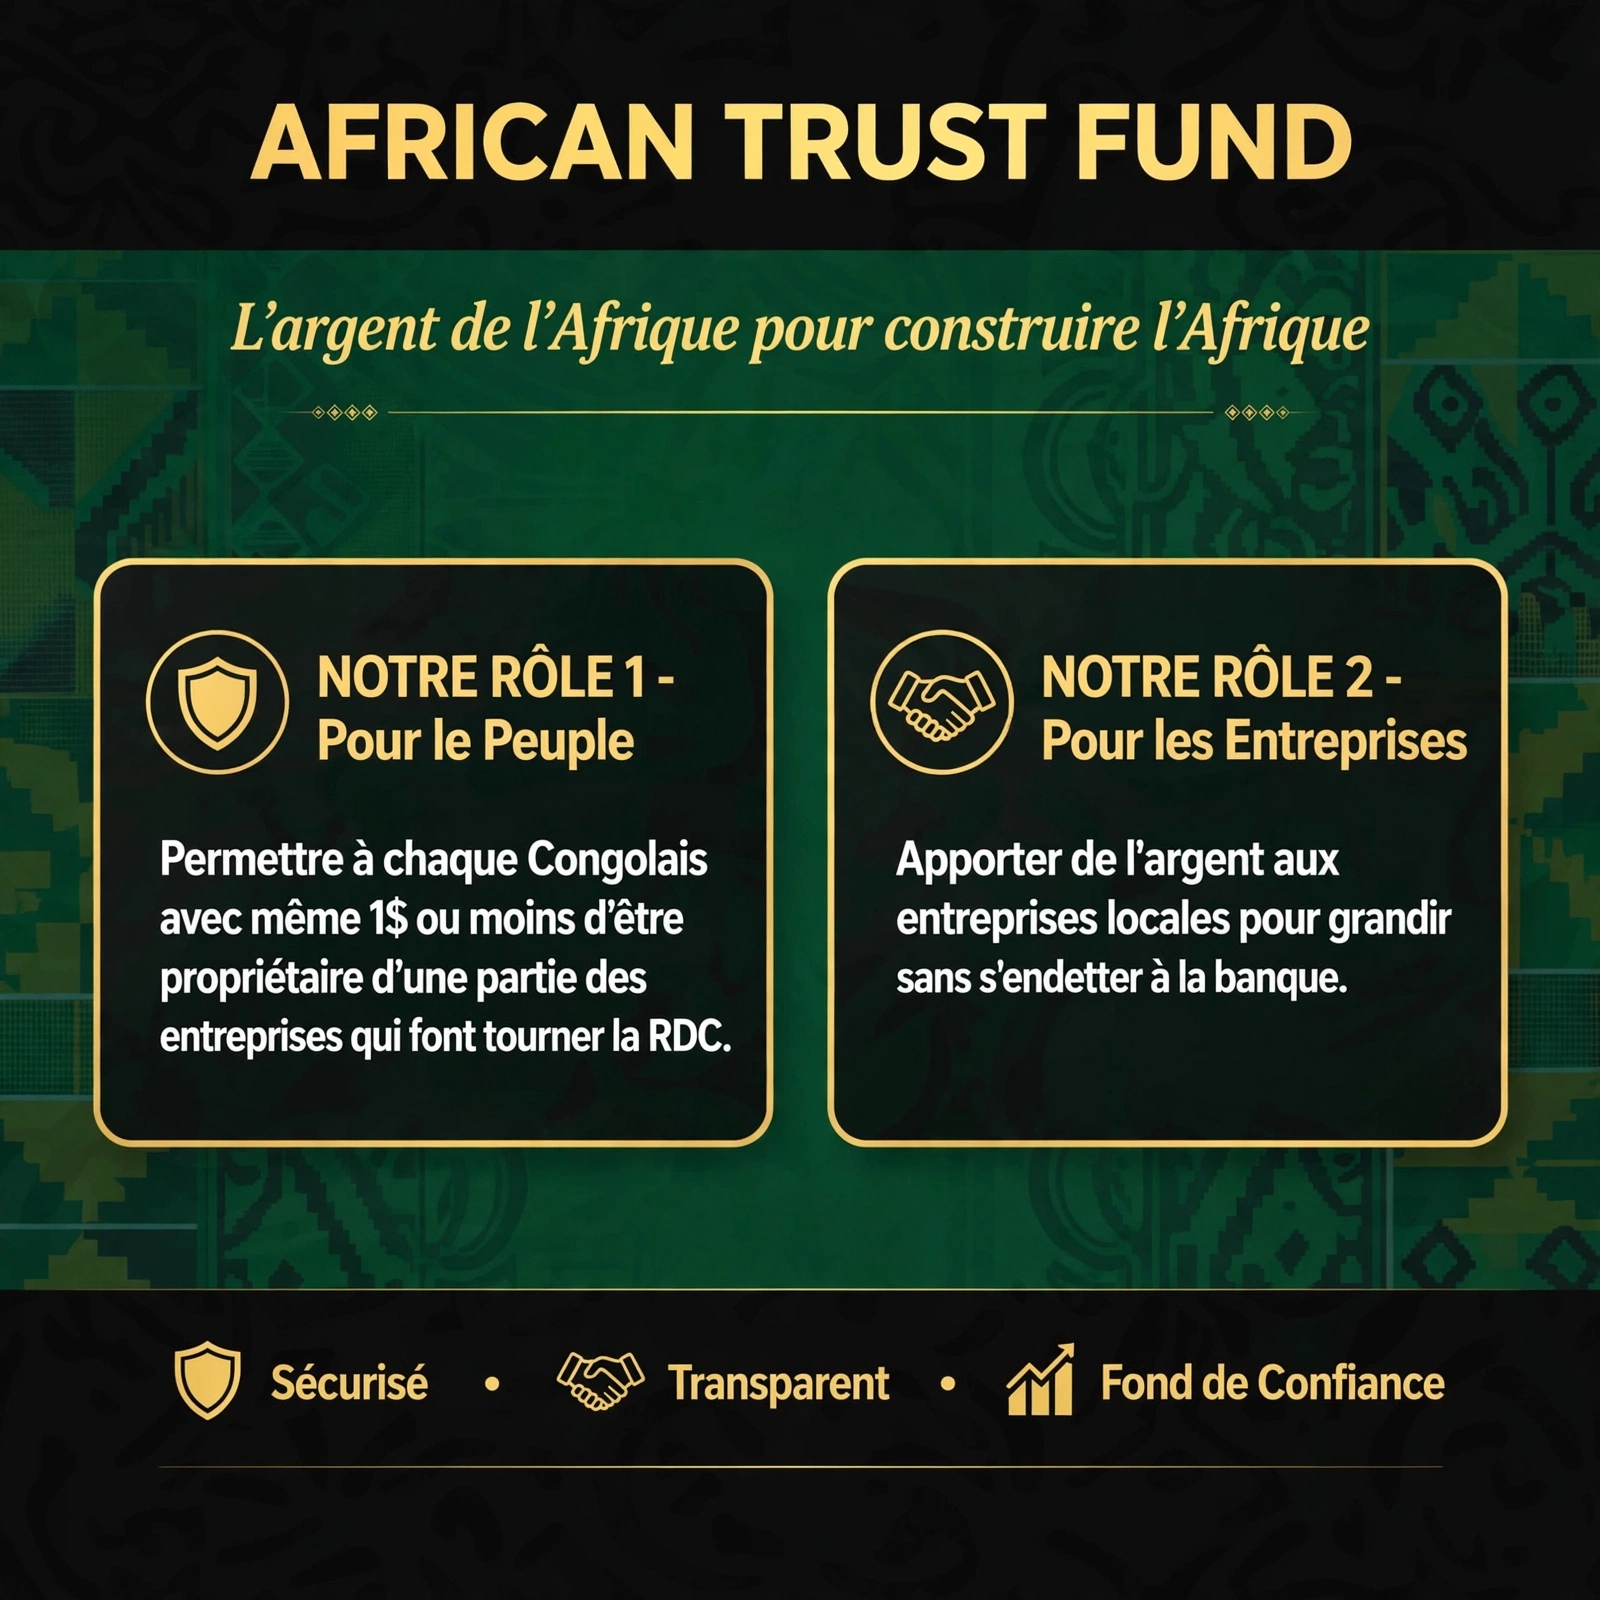 AFRICAN TRUST FUND
L’argent de l’Afrique pour construire l’Afrique
NOTRE RÔLE 1 -
Pour le Peuple
Permettre à chaque Congolais
avec même 1$ ou moins d’être
propriétaire d’une partie des
entreprises qui font tourner la RDC.
NOTRE RÔLE 2 -
Pour les Entreprises
Apporter de l’argent aux
entreprises locales pour grandir
sans s'endetter à la banque.
Sécurisé • Transparent • Fond de Confiance